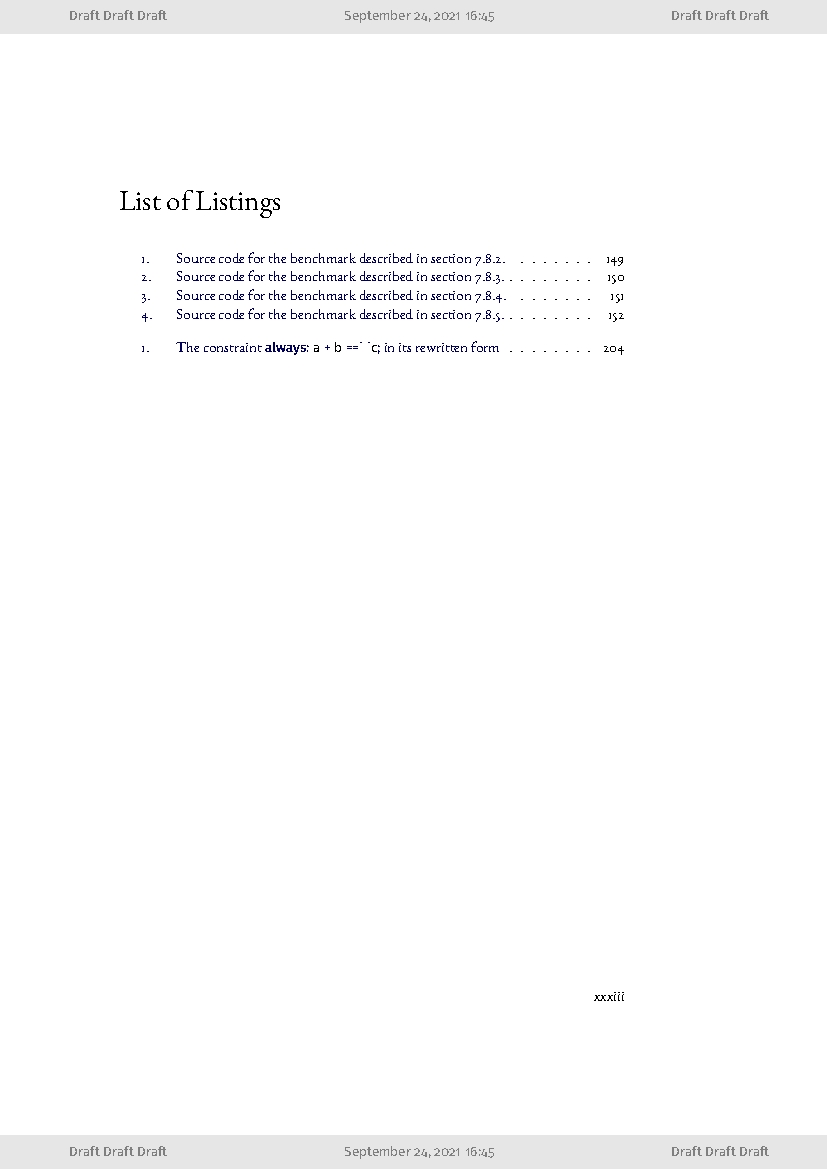 Draft Draft Draft September 24, 2021 16:45 Draft Draft Draft
List of Listings
1. Source code for the benchmark described in section 7.8.2. . . . . . . . . 149
2. Source code for the benchmark described in section 7.8.3. . . . . . . . . 150
3. Source code for the benchmark described in section 7.8.4. . . . . . . . . 151
4. Source code for the benchmark described in section 7.8.5. . . . . . . . . 152
1. The constraint always: a + b ==``c; in its rewritten form . . . . . . . . 204
xxxiii
Draft Draft Draft September 24, 2021 16:45 Draft Draft Draft